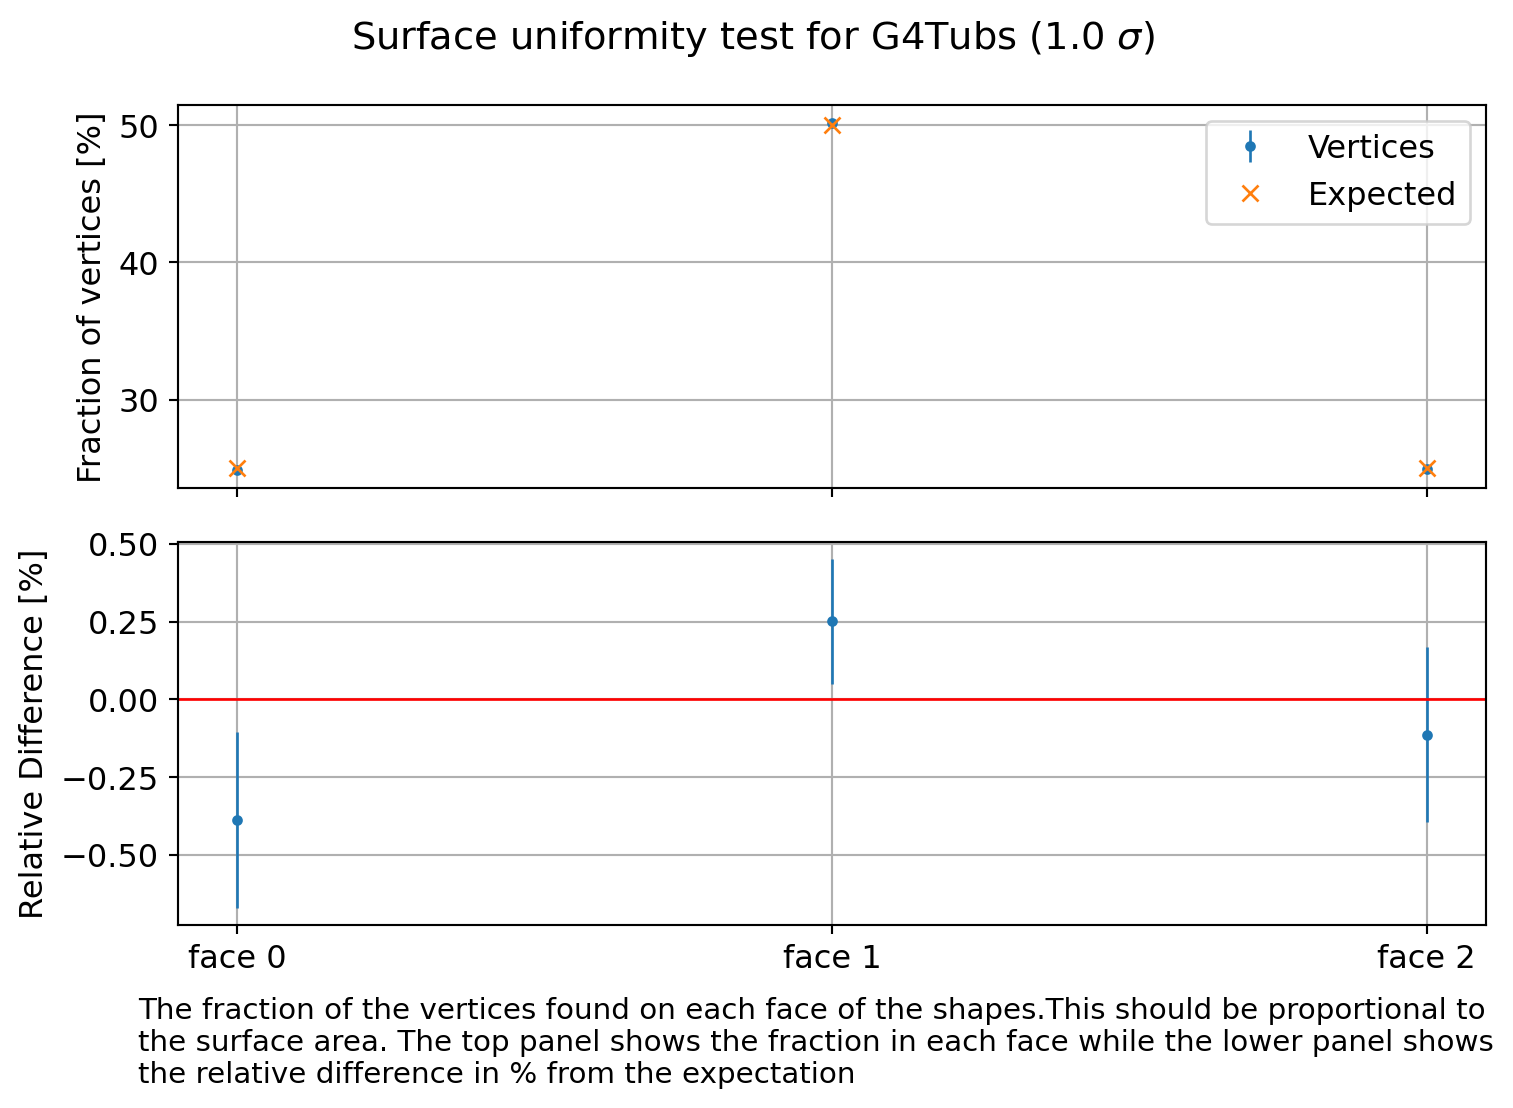 Surface uniformity test for G4Tubs (1.0 σ)
Fraction of vertices [%]
50
40
30
Vertices
Expected
Relative Difference [%]
0.50
0.25
0.00
−0.25
−0.50
face 0
face 1
face 2
The fraction of the vertices found on each face of the shapes.This should be proportional to
the surface area. The top panel shows the fraction in each face while the lower panel shows
the relative difference in % from the expectation